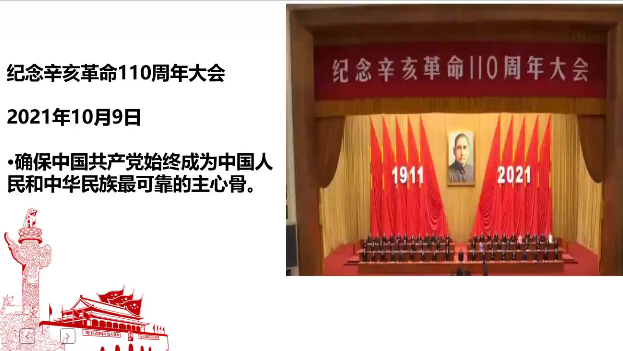 纪念辛亥革命110周年大会
2021年10月9日
•确保中国共产党始终成为中国人
民和中华民族最可靠的主心骨。
纪念辛亥革命110周年大会
1911
2021